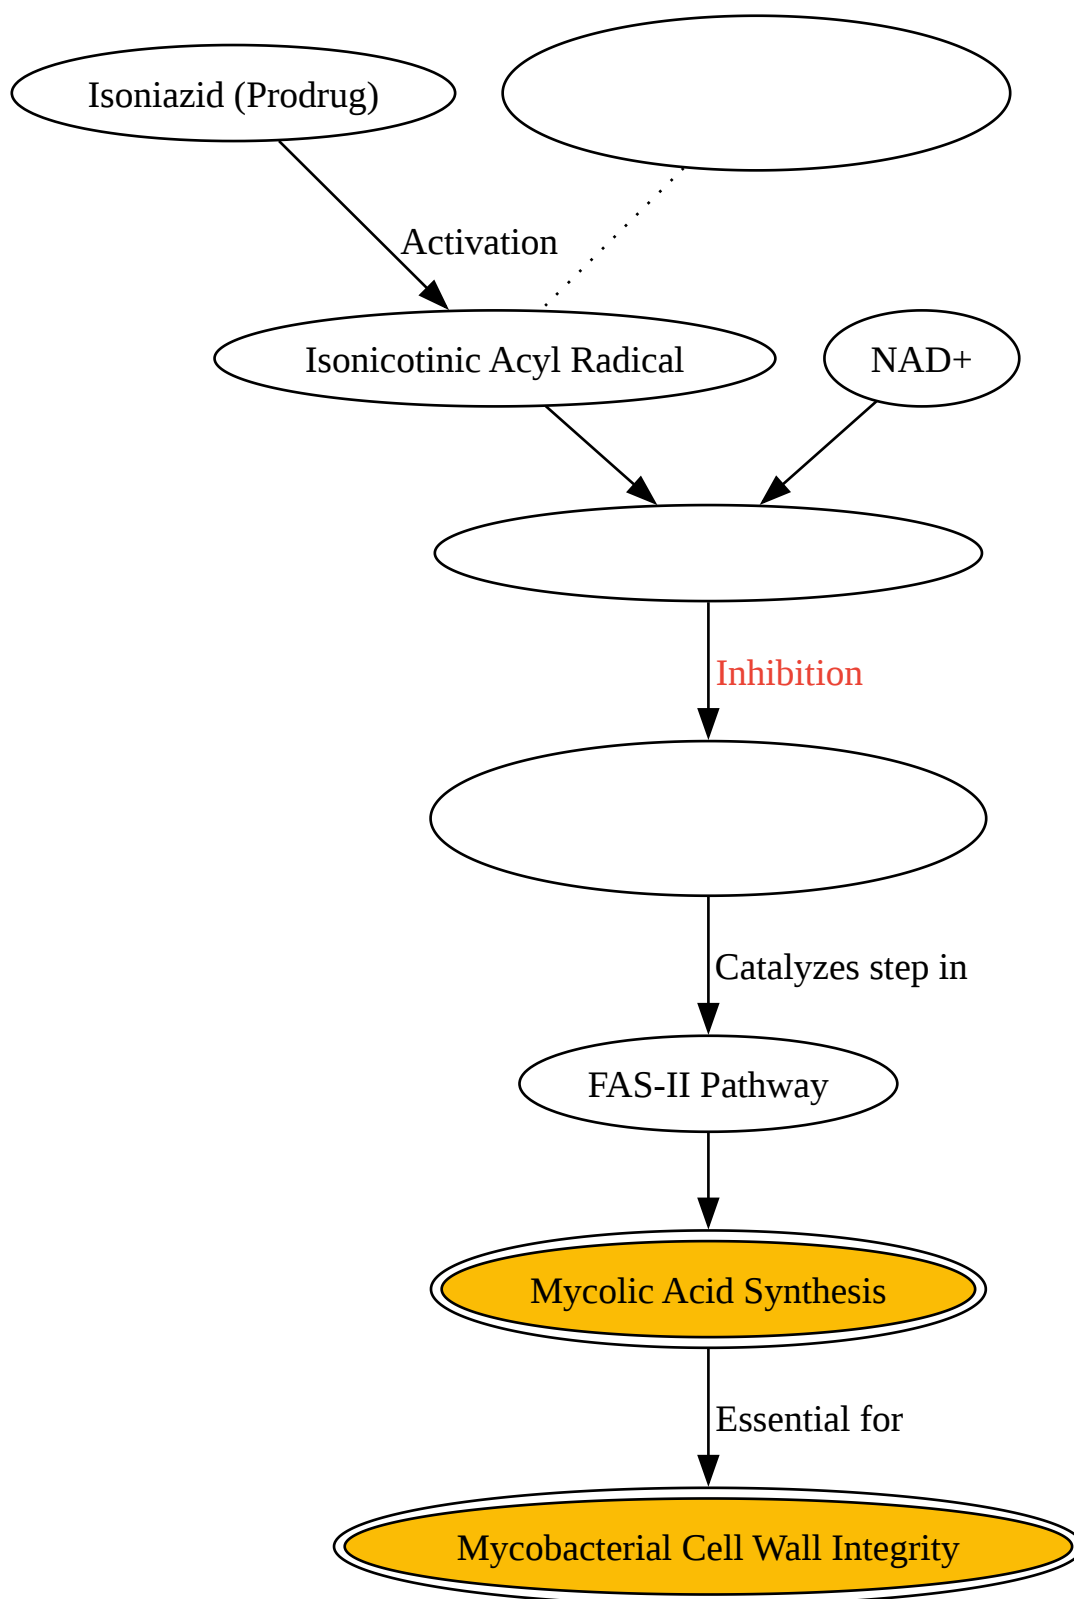 Isoniazid (Prodrug)
Activation
Isonicotinic Acyl Radical
NAD+
Inhibition
Catalyzes step in
FAS-II Pathway
Mycolic Acid Synthesis
Essential for
Mycobacterial Cell Wall Integrity